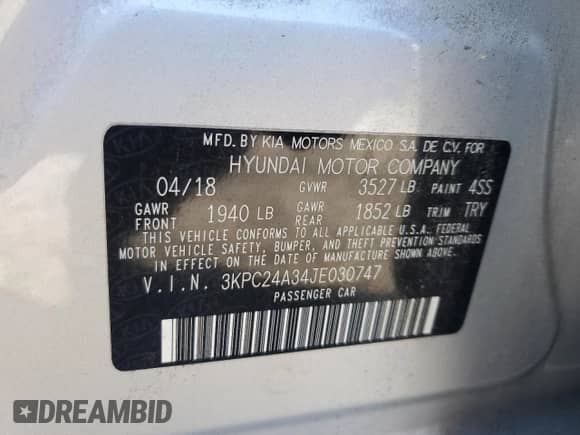 MFD. BY KIA MOTORS MEXICO S.A. DE C.V. FOR
HYUNDAI MOTOR COMPANY
04/18 GVWR 3527 LB PAINT 4SS
GAWR FRONT 1940 LB GAWR REAR 1852 LB TRIM TRY
THIS VEHICLE CONFORMS TO ALL APPLICABLE U.S.A. FEDERAL
MOTOR VEHICLE SAFETY, BUMPER, AND THEFT PREVENTION STANDARDS
IN EFFECT ON THE DATE OF MANUFACTURE SHOWN ABOVE.
V.I.N. 3KPC24A34JE030747
PASSENGER CAR
DREAMBID